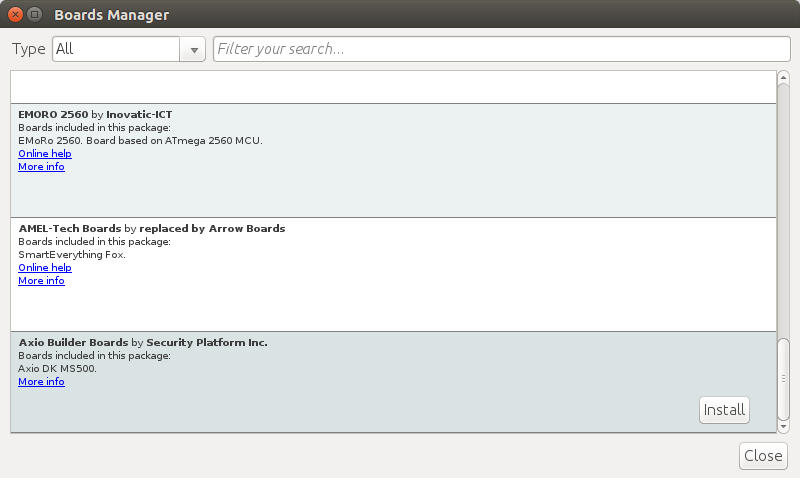 Boards Manager
Type All Filter your search...
EMORO 2560 by Inovatic-ICT
Boards included in this package:
EMoRo 2560. Board based on ATmega 2560 MCU.
Online help
More info
AMEL-Tech Boards by replaced by Arrow Boards
Boards included in this package:
SmartEverything Fox.
Online help
More info
Axio Builder Boards by Security Platform Inc.
Boards included in this package:
Axio DK MS500.
More info
Install
Close